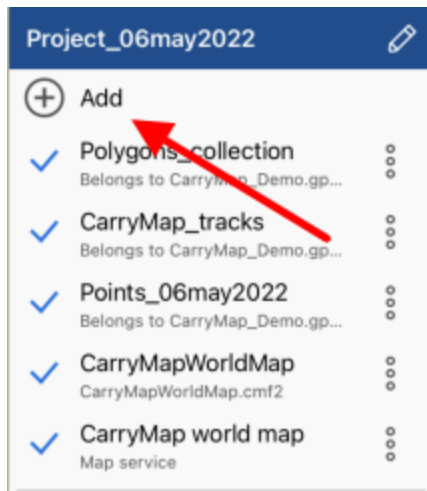 Project_06may2022
Add
Polygons_collection
Belongs to CarryMap_Demo.gp...
CarryMap_tracks
Belongs to CarryMap_Demo.gp...
Points_06may2022
Belongs to CarryMap_Demo.gp...
CarryMapWorldMap
CarryMapWorldMap.cmf2
CarryMap world map
Map service